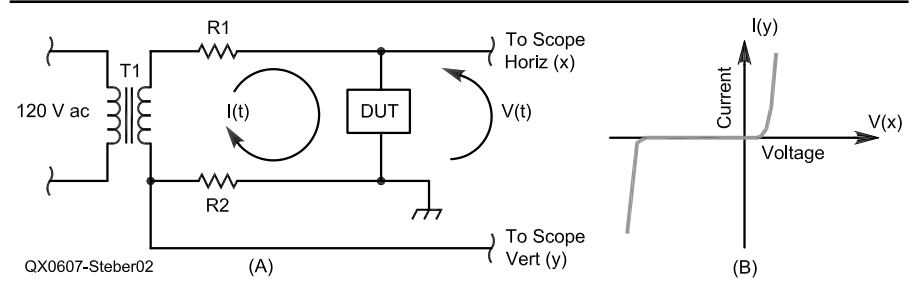 R1
To Scope
Horiz (x)
T1
120 V ac
I(t)
DUT
V(t)
R2
To Scope
Vert (y)
QX0607-Steber02
(A)
I(y)
Current
V(x)
Voltage
(B)